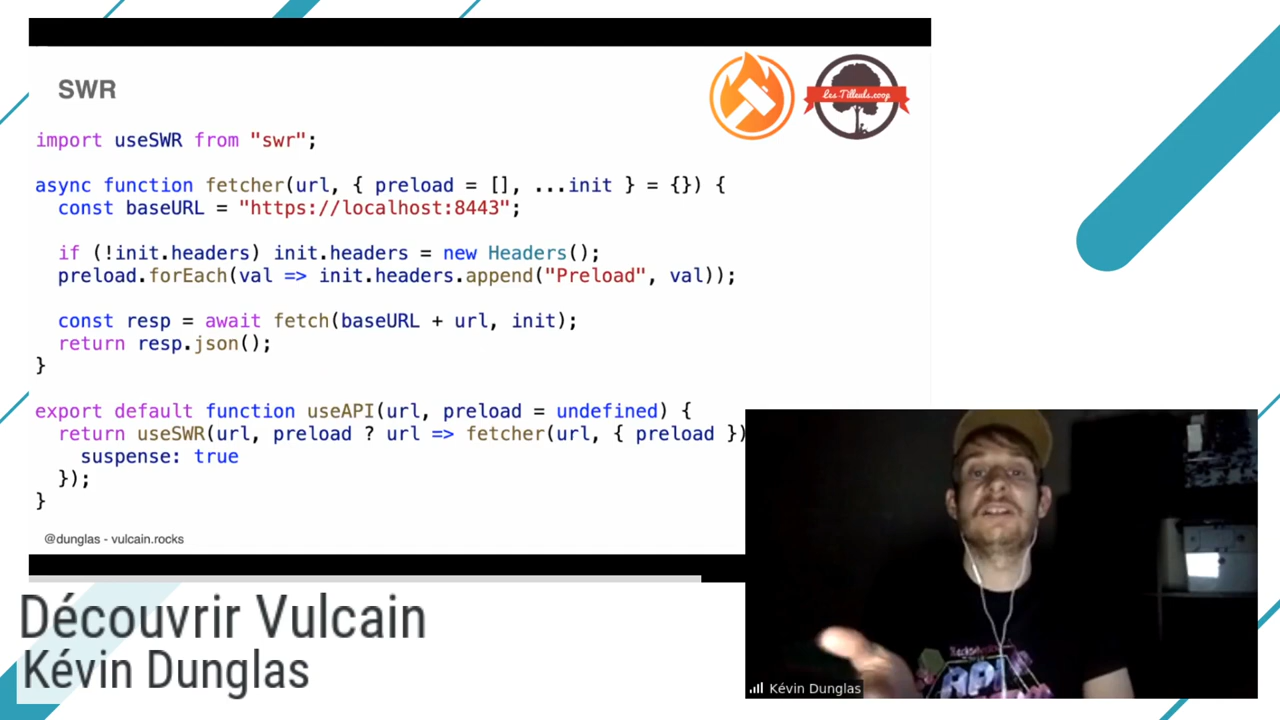 SWR
Les-Tilleuls.coop
import useSWR from "swr";
async function fetcher(url, { preload = [], ...init } = {}) {
const baseURL = "https://localhost:8443";
if (!init.headers) init.headers = new Headers();
preload.forEach(val => init.headers.append("Preload", val));
const resp = await fetch(baseURL + url, init);
return resp.json();
}
export default function useAPI(url, preload = undefined) {
return useSWR(url, preload ? url => fetcher(url, { preload })
suspense: true
});
}
@dunglas - vulcain.rocks
Découvrir Vulcain
Kévin Dunglas
Kévin Dunglas
API